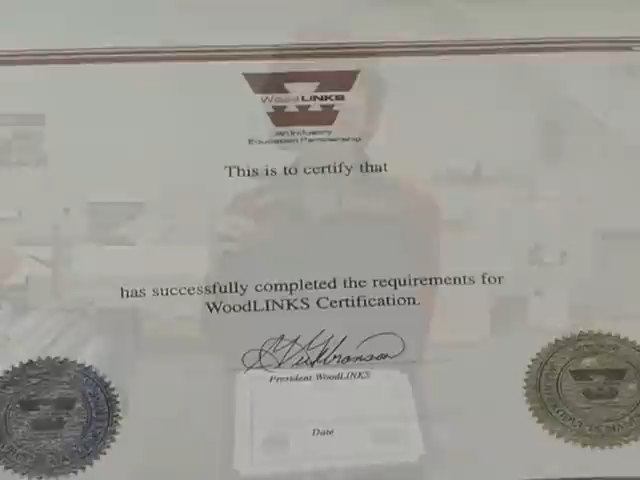 WoodLINKS
An Industry
Education Partnership
This is to certify that
has successfully completed the requirements for
WoodLINKS Certification.
President WoodLINKS
Date